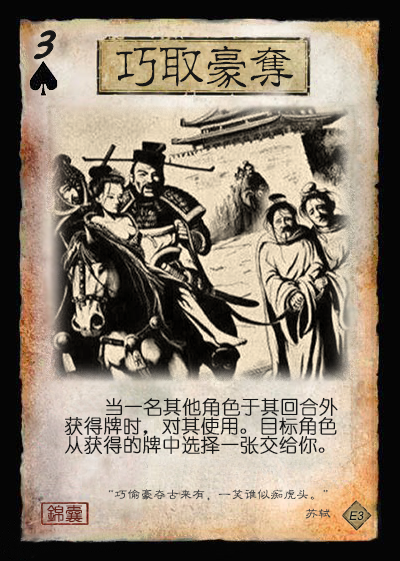 3
巧取豪奪
当一名其他角色于其回合外
获得牌时，对其使用。目标角色
从获得的牌中选择一张交给你。
“巧偷豪夺古来有，一笑谁似痴虎头。”
苏轼
錦囊
E3